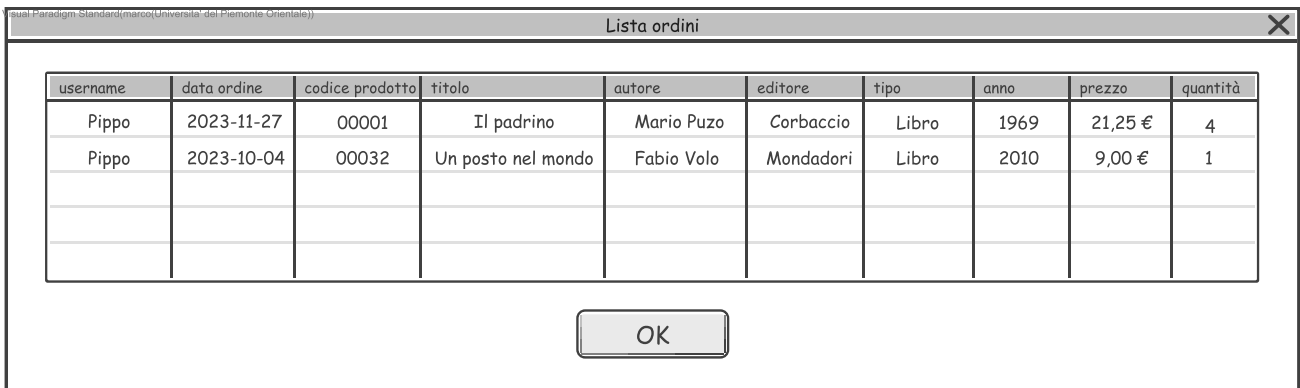 Visual Paradigm Standard(marco(Universita' del Piemonte Orientale))
Lista ordini
username data ordine codice prodotto titolo autore editore tipo anno prezzo quantità
Pippo 2023-11-27 00001 Il padrino Mario Puzo Corbaccio Libro 1969 21,25 € 4
Pippo 2023-10-04 00032 Un posto nel mondo Fabio Volo Mondadori Libro 2010 9,00 € 1
OK